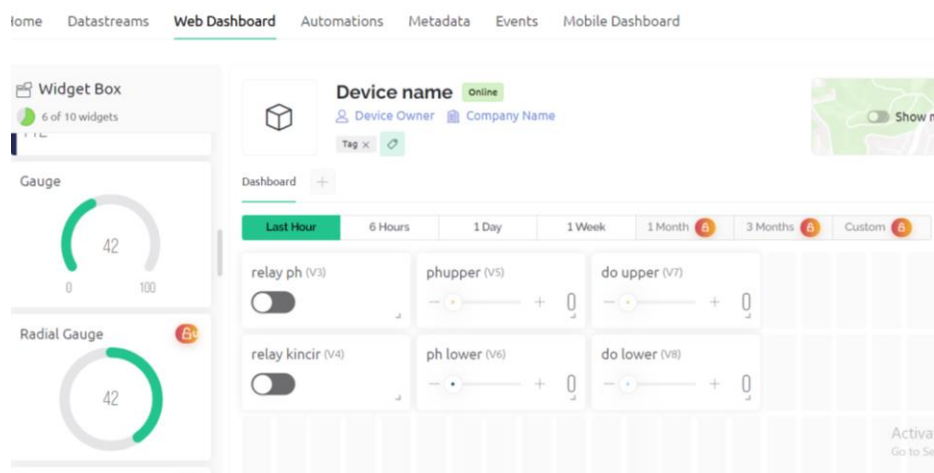 Home Datastreams Web Dashboard Automations Metadata Events Mobile Dashboard
Widget Box
6 of 10 widgets
Gauge
42
0 100
Radial Gauge
42
Device name Online
Device Owner Company Name
Tag ×
Show
Dashboard +
Last Hour 6 Hours 1 Day 1 Week 1 Month 3 Months Custom
relay ph (V3) phupper (V5) do upper (V7)
− + 0 − + 0
relay kincir (V4) ph lower (V6) do lower (V8)
− + 0 − + 0
Activa
Go to Se